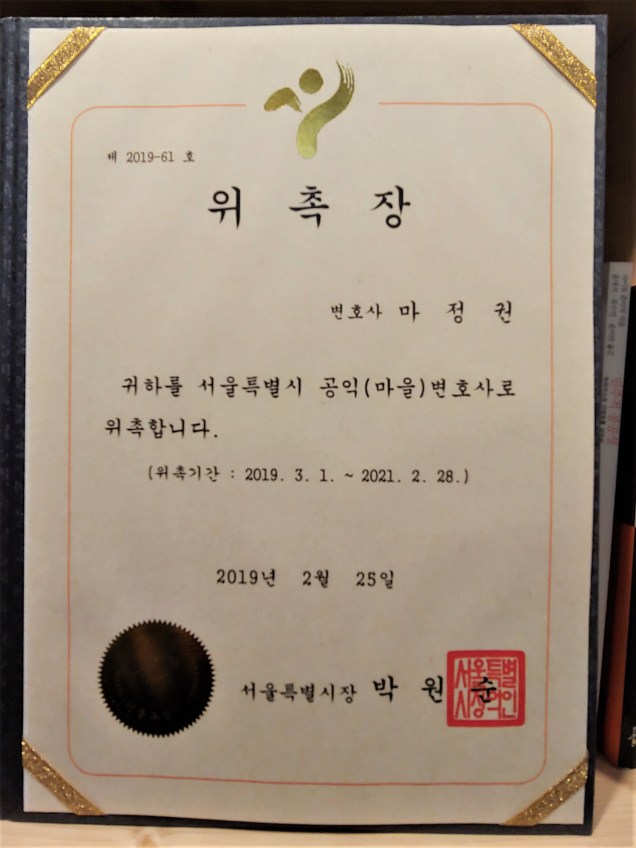 제 2019-61 호
위 촉 장
변호사 마 정 권
귀하를 서울특별시 공익(마을)변호사로
위촉합니다.
(위촉기간 : 2019. 3. 1. ~ 2021. 2. 28.)
2019년 2월 25일
서울특별시장 박 원 순
서울특별
시장의인